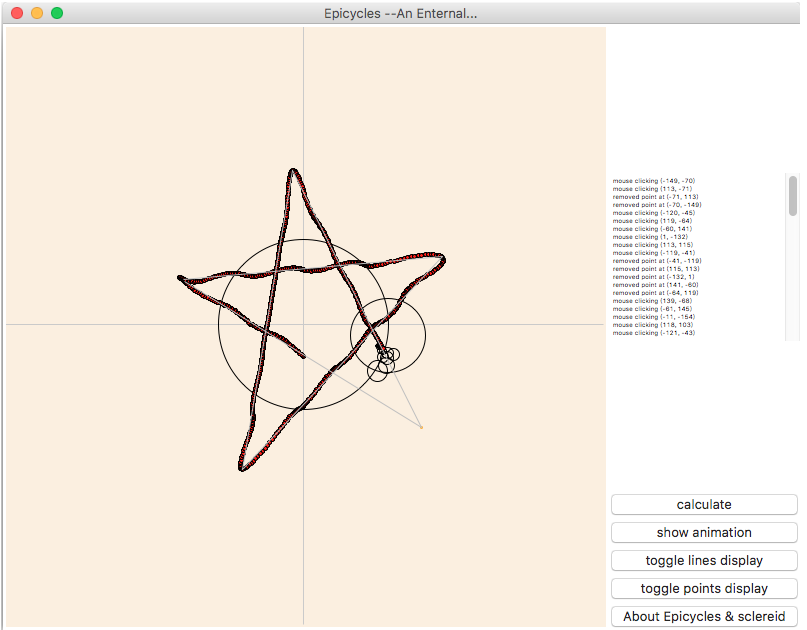 Epicycles --An Enternal...
mouse clicking (-149, -70)
mouse clicking (113, -71)
removed point at (-71, 113)
removed point at (-70, -149)
mouse clicking (-120, -45)
mouse clicking (119, -64)
mouse clicking (-60, 141)
mouse clicking (1, -132)
mouse clicking (113, 115)
mouse clicking (-119, -41)
removed point at (-41, -119)
removed point at (115, 113)
removed point at (-132, 1)
removed point at (141, -60)
removed point at (-64, 119)
mouse clicking (139, -68)
mouse clicking (-61, 145)
mouse clicking (-11, -154)
mouse clicking (118, 103)
mouse clicking (-121, -43)
calculate
show animation
toggle lines display
toggle points display
About Epicycles & sclereid